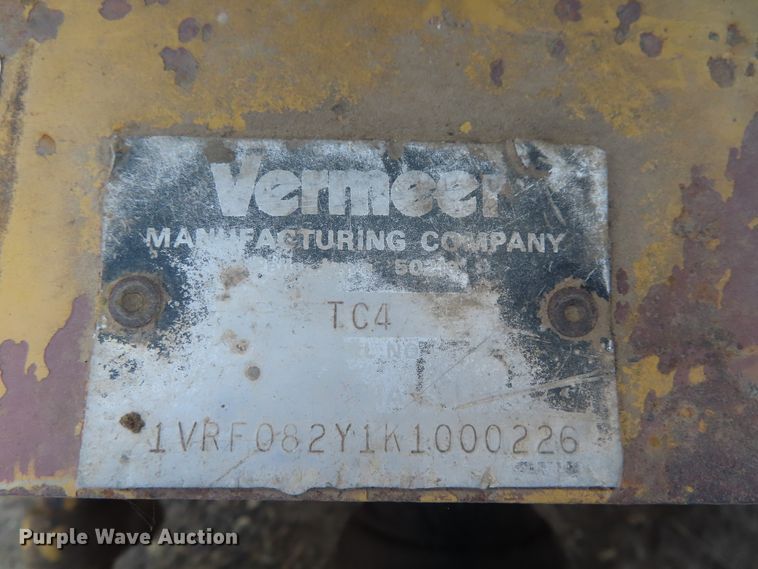 Vermeer
MANUFACTURING COMPANY
TC4
1VRF082Y1K1000226
Purple Wave Auction